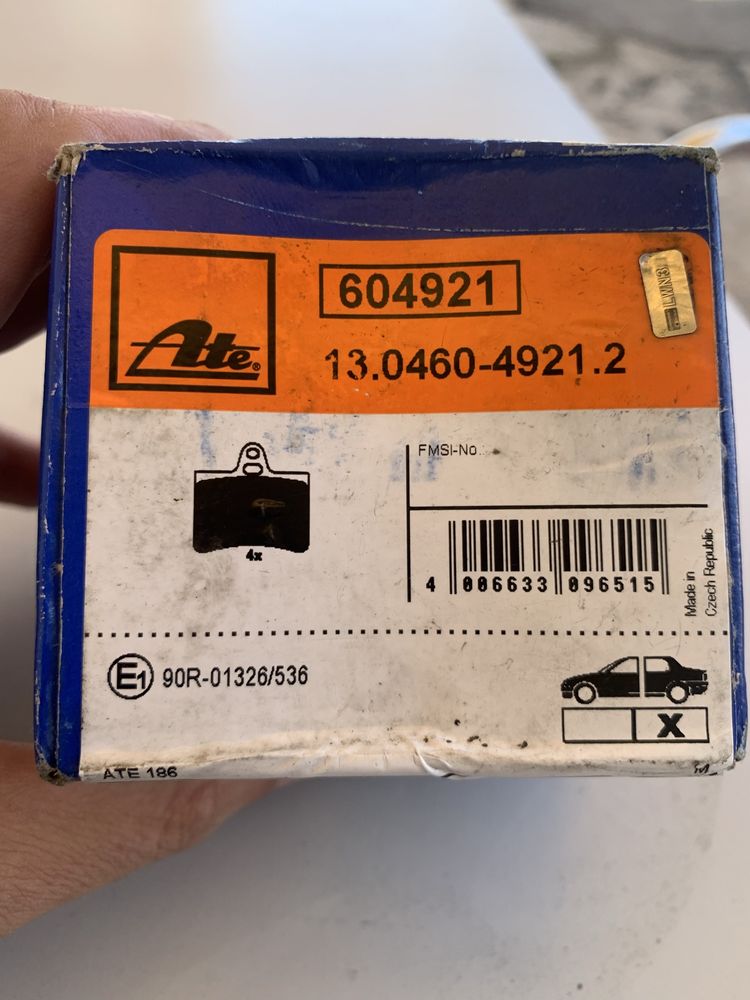 Ate®
604921
LWN3
13.0460-4921.2
FMSI-No.:
4x
4 006633 096515
Made in
Czech Republic
E1 90R-01326/536
X
ATE 186